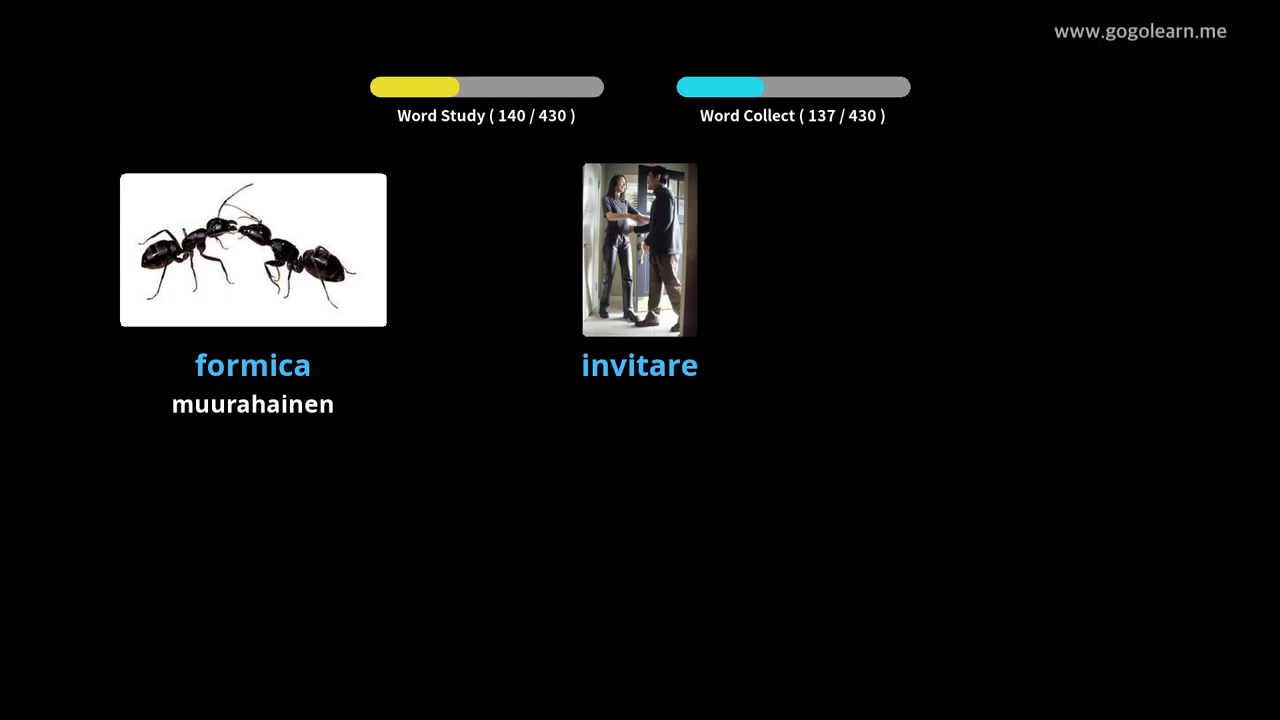 www.gogolearn.me
Word Study ( 140 / 430 )
Word Collect ( 137 / 430 )
formica
muurahainen
invitare